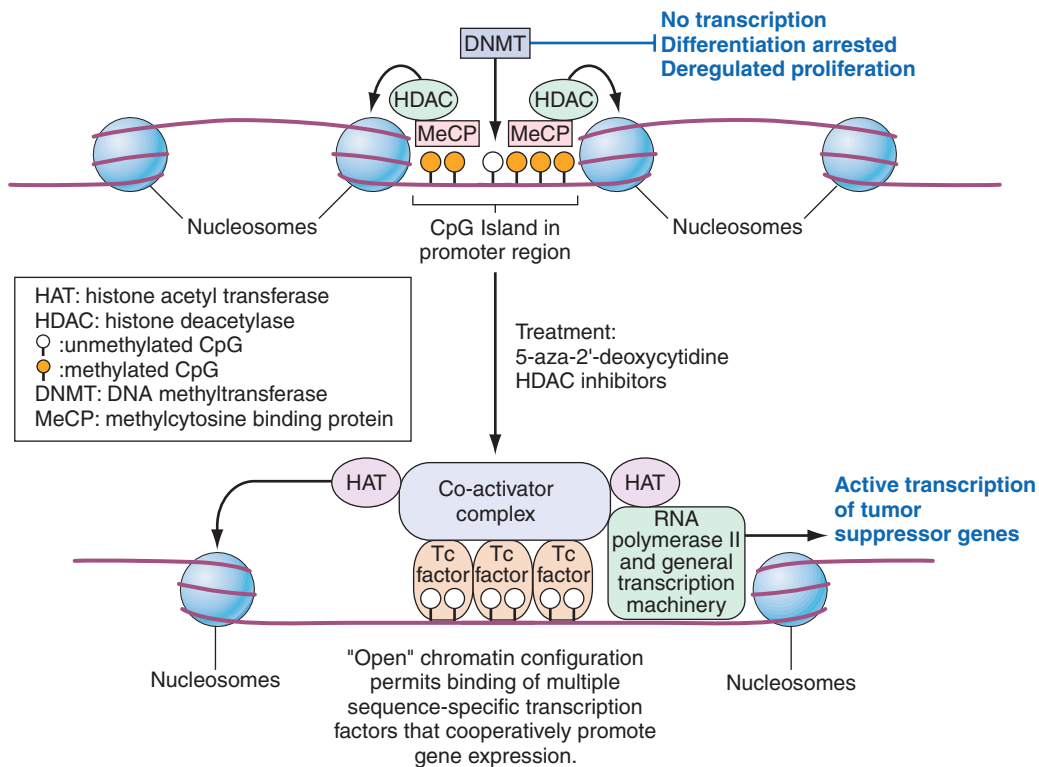 No transcription
Differentiation arrested
Deregulated proliferation
DNMT
HDAC
HDAC
MeCP
MeCP
Nucleosomes
CpG Island in
promoter region
Nucleosomes
HAT: histone acetyl transferase
HDAC: histone deacetylase
:unmethylated CpG
:methylated CpG
DNMT: DNA methyltransferase
MeCP: methylcytosine binding protein
Treatment:
5-aza-2'-deoxycytidine
HDAC inhibitors
HAT
Co-activator
complex
HAT
Active transcription
of tumor
suppressor genes
Tc
factor
Tc
factor
Tc
factor
RNA
polymerase II
and general
transcription
machinery
Nucleosomes
"Open" chromatin configuration
permits binding of multiple
sequence-specific transcription
factors that cooperatively promote
gene expression.
Nucleosomes